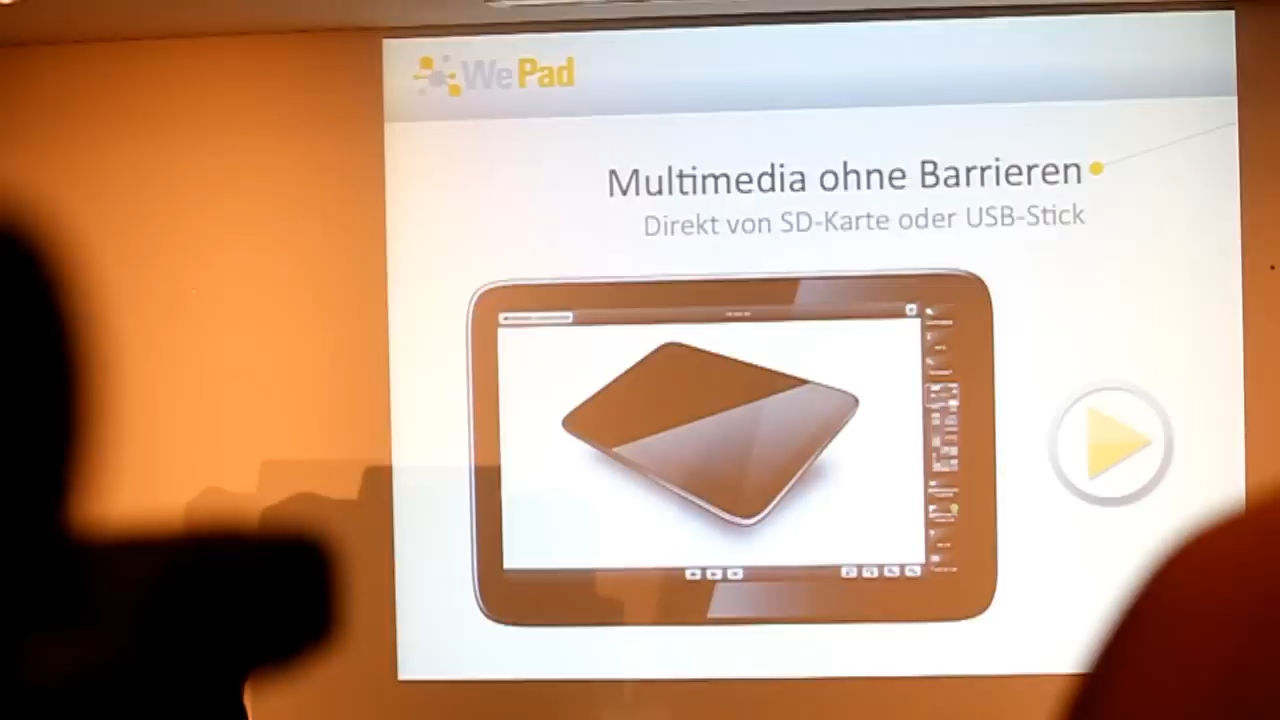 WePad
Multimedia ohne Barrieren
Direkt von SD-Karte oder USB-Stick